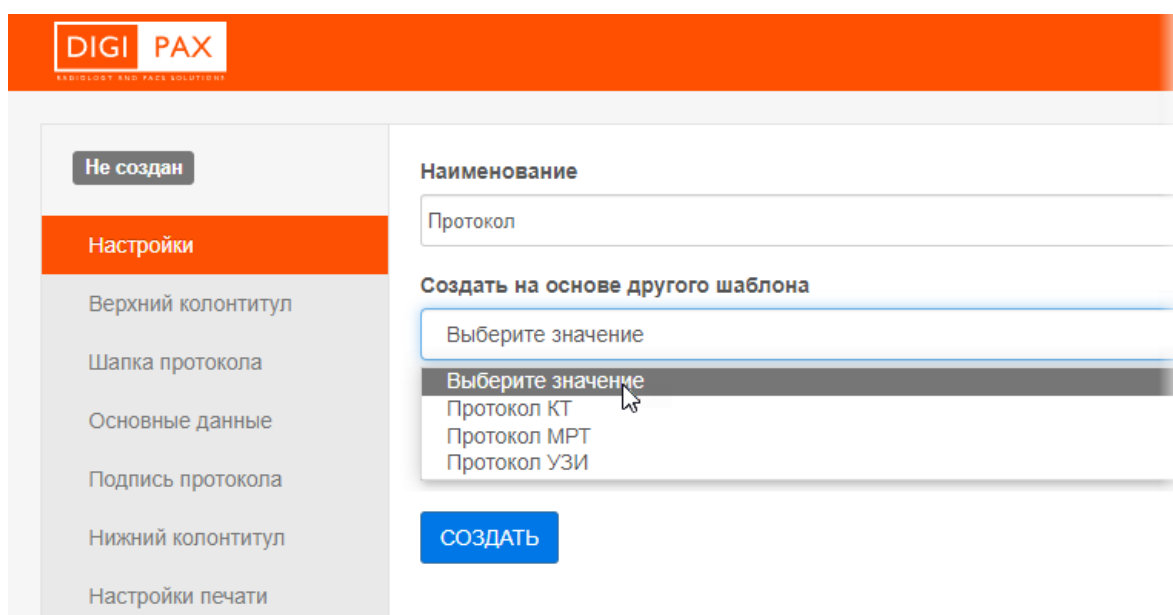 DIGI PAX
RADIOLOGY AND PACS SOLUTIONS
Не создан
Настройки
Верхний колонтитул
Шапка протокола
Основные данные
Подпись протокола
Нижний колонтитул
Настройки печати
Наименование
Протокол
Создать на основе другого шаблона
Выберите значение
Выберите значение
Протокол КТ
Протокол МРТ
Протокол УЗИ
СОЗДАТЬ